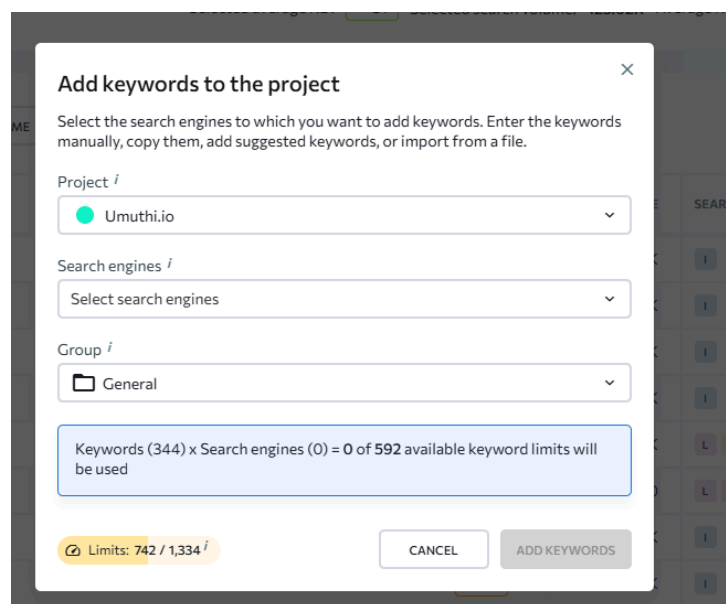 Add keywords to the project
Select the search engines to which you want to add keywords. Enter the keywords
manually, copy them, add suggested keywords, or import from a file.
Project i
Umuthi.io
Search engines i
Select search engines
Group i
General
Keywords (344) x Search engines (0) = 0 of 592 available keyword limits will
be used
Limits: 742 / 1,334 i
CANCEL
ADD KEYWORDS
ME
SEAR
I
I
I
I
L
L
I
I